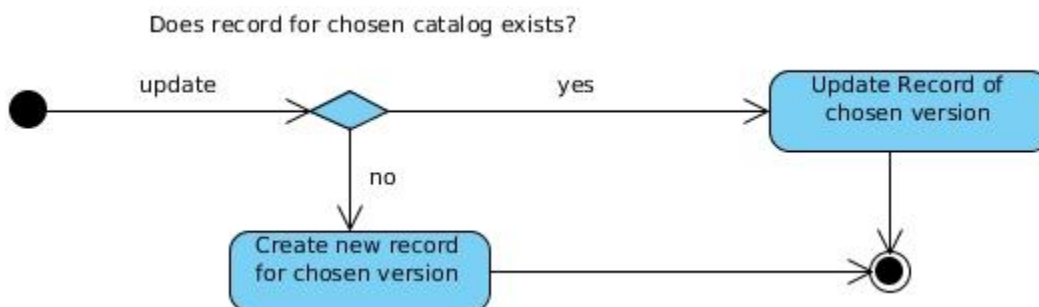 Does record for chosen catalog exists?
update
yes
Update Record of
chosen version
no
Create new record
for chosen version